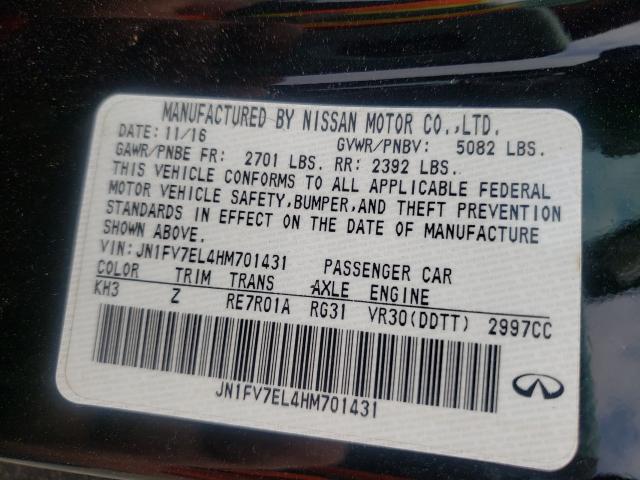 MANUFACTURED BY NISSAN MOTOR CO.,LTD.
DATE: 11/16 GVWR/PNBV: 5082 LBS.
GAWR/PNBE FR: 2701 LBS. RR: 2392 LBS.
THIS VEHICLE CONFORMS TO ALL APPLICABLE FEDERAL
MOTOR VEHICLE SAFETY,BUMPER,AND THEFT PREVENTION
STANDARDS IN EFFECT ON THE DATE OF MANUFACTURE
SHOWN ABOVE.
VIN: JN1FV7EL4HM701431 PASSENGER CAR
COLOR TRIM TRANS AXLE ENGINE
KH3 Z RE7R01A RG31 VR30(DDTT) 2997CC
JN1FV7EL4HM701431